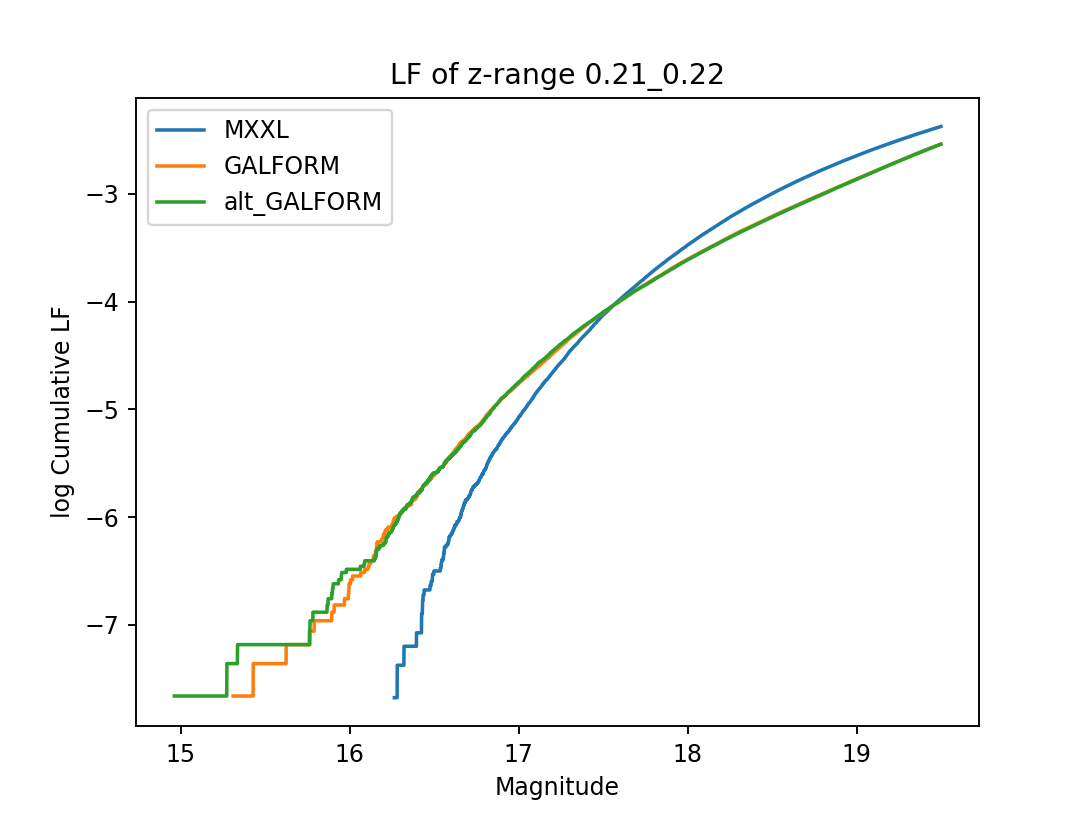 LF of z-range 0.21_0.22
MXXL
GALFORM
alt_GALFORM
log Cumulative LF
−3
−4
−5
−6
−7
15 16 17 18 19
Magnitude